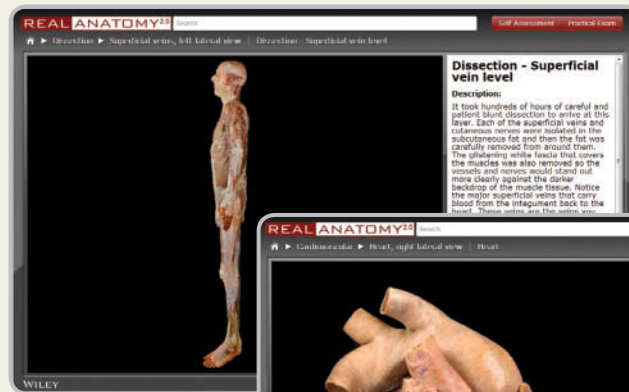 REAL ANATOMY 2.0 Search Self Assessment Practical Exam
Dissection ► Superficial veins, left lateral view | Dissection - Superficial vein level
Dissection - Superficial
vein level
Description:
It took hundreds of hours of careful and
patient blunt dissection to arrive at this
layer. Each of the superficial veins and
cutaneous nerves were isolated in the
subcutaneous fat and then the fat was
carefully removed from around them.
The glistening white fascia that covers
the muscles was also removed so the
vessels and nerves would stand out
more clearly against the darker
backdrop of the muscle tissue. Notice
the major superficial veins that carry
blood from the integument back to the
heart. These veins are the veins you
WILEY
REAL ANATOMY 2.0 Search
Cardiovascular ► Heart, right lateral view | Heart